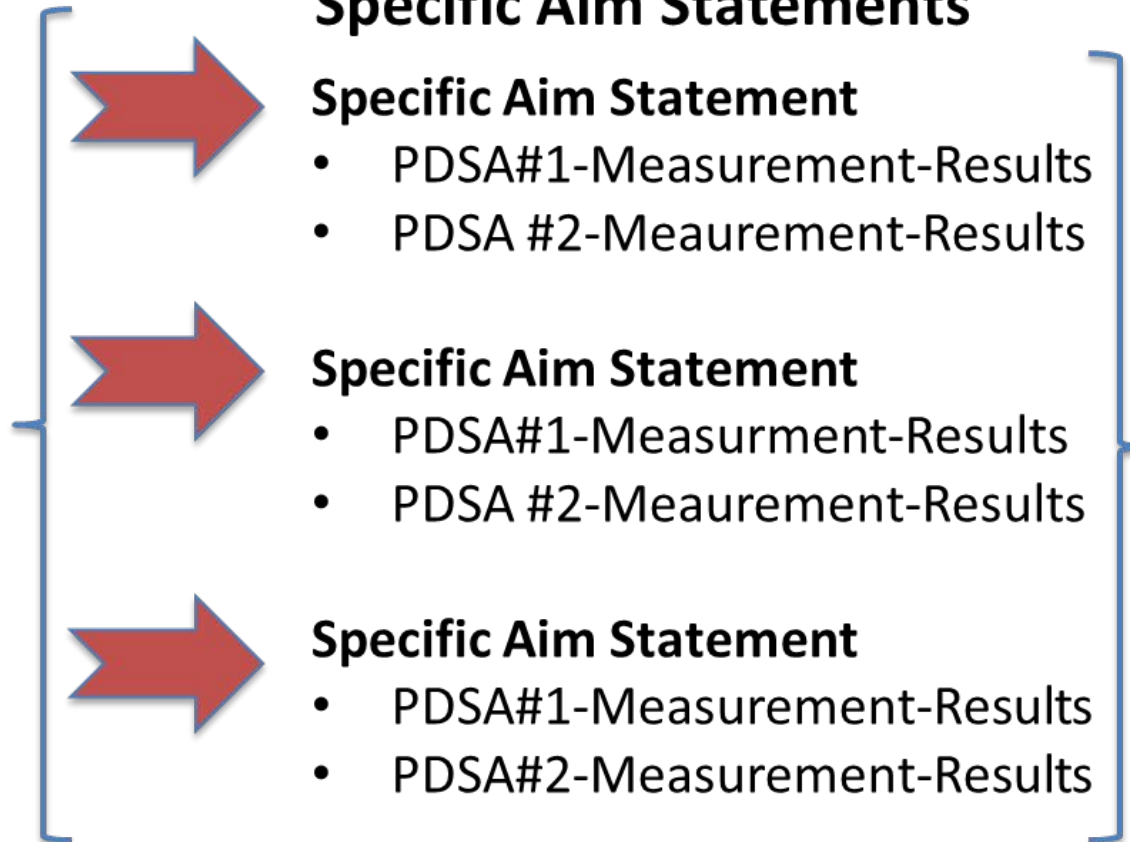 Specific Aim Statements
Specific Aim Statement
• PDSA#1-Measurement-Results
• PDSA #2-Meaurement-Results
Specific Aim Statement
• PDSA#1-Measurment-Results
• PDSA #2-Meaurement-Results
Specific Aim Statement
• PDSA#1-Measurement-Results
• PDSA#2-Measurement-Results